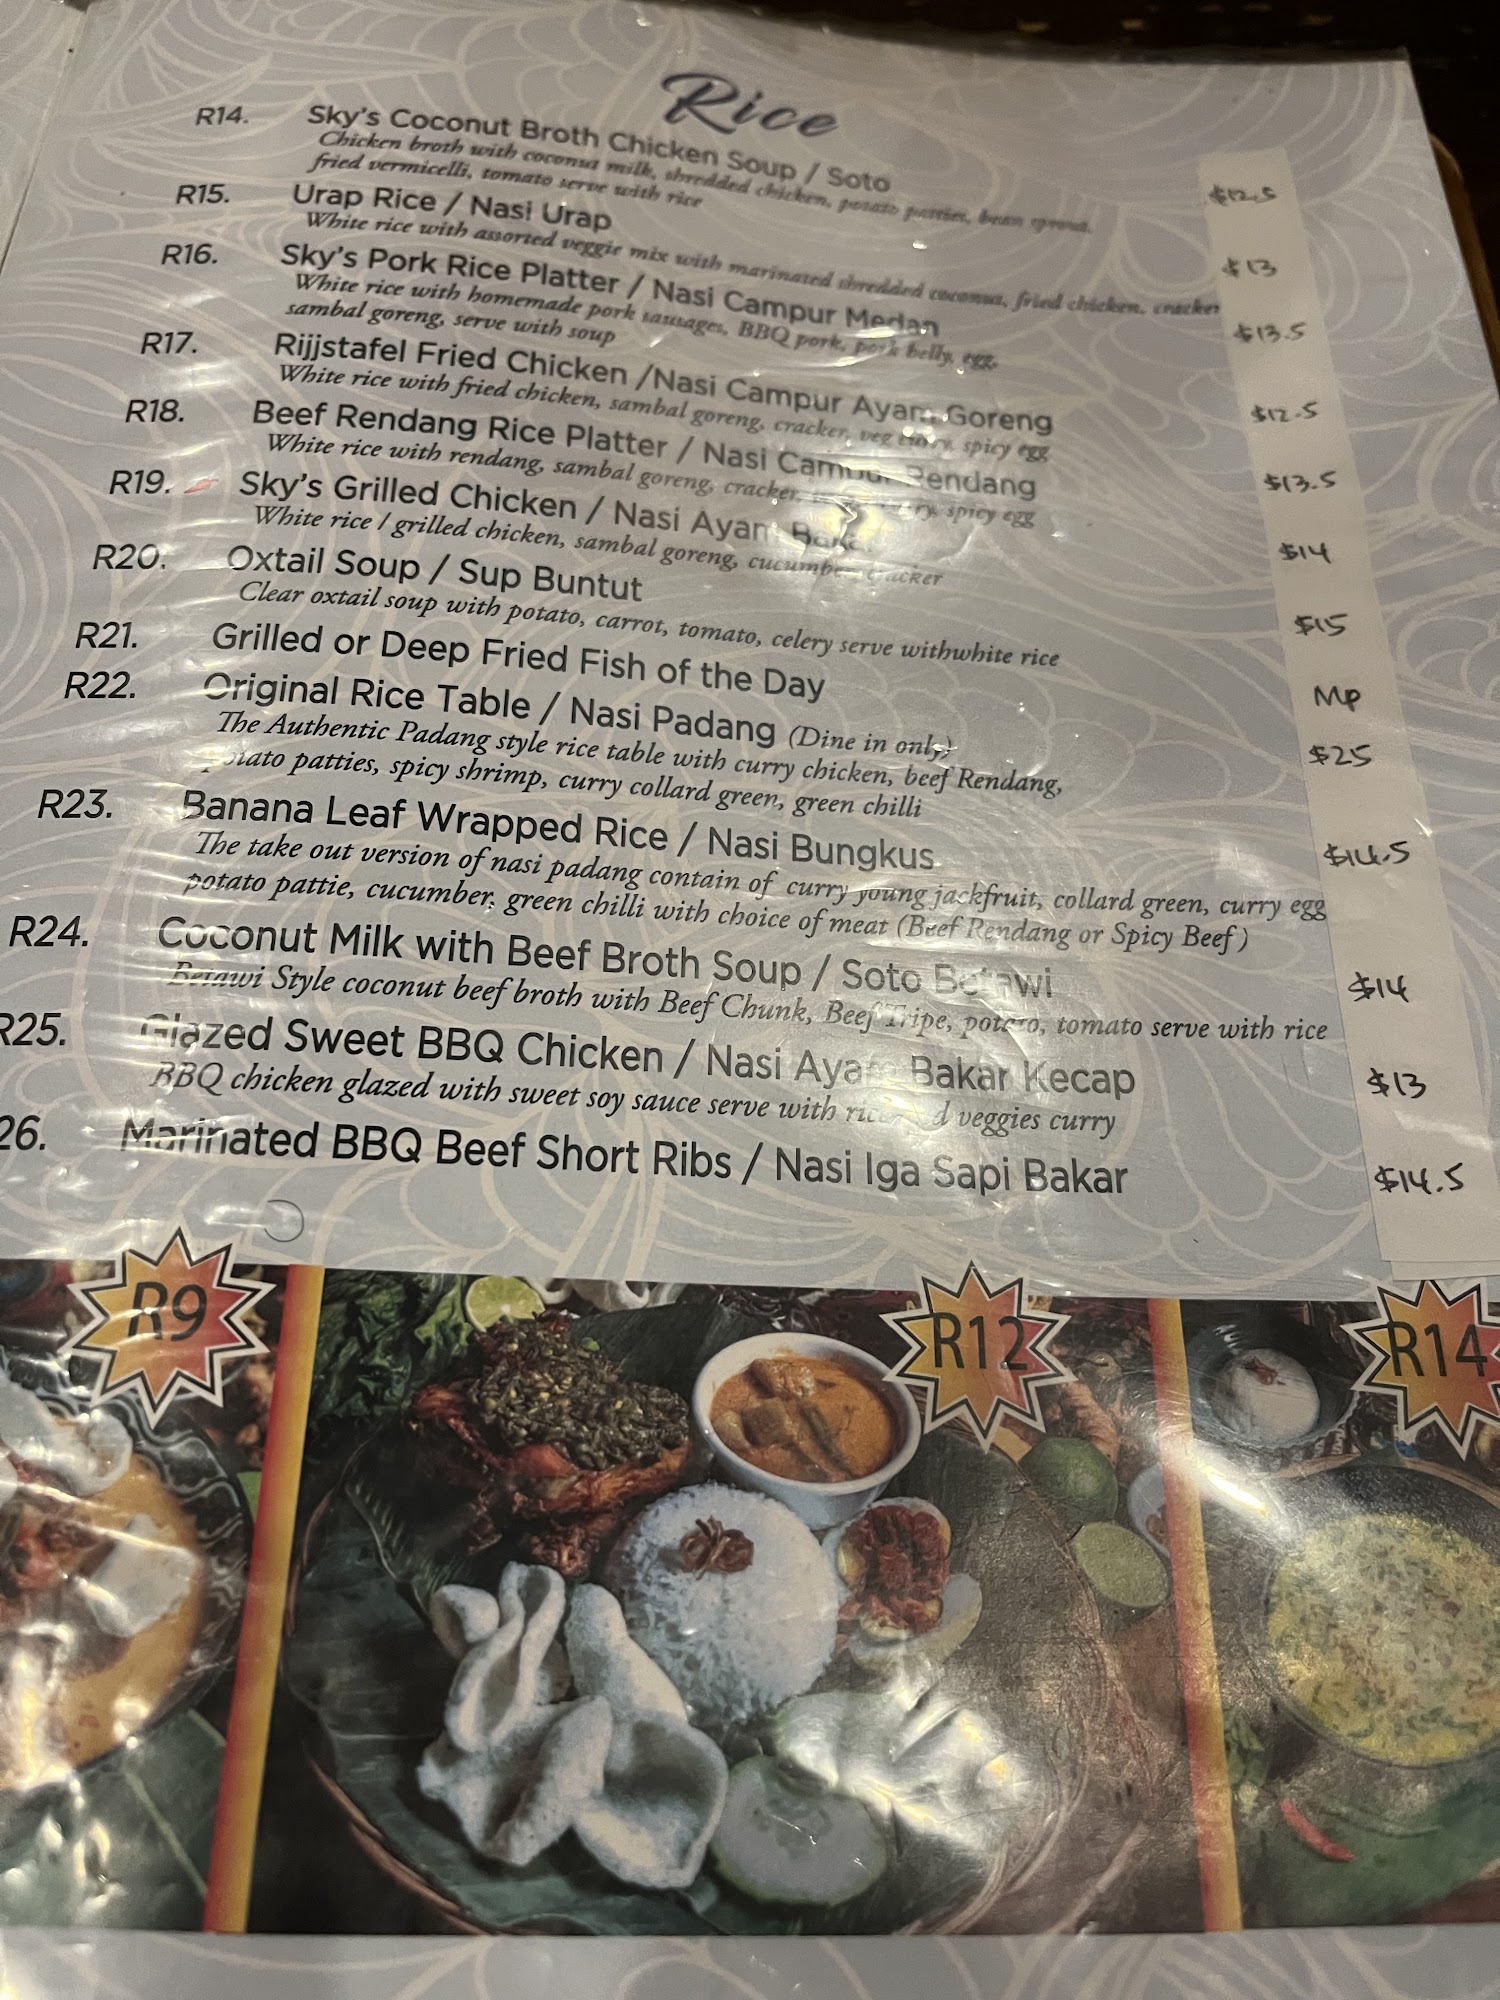 Rice
R14. Sky's Coconut Broth Chicken Soup / Soto $12.5
Chicken broth with coconut milk, shredded chicken, potato patties, bean sprout,
fried vermicelli, tomato serve with rice
R15. Urap Rice / Nasi Urap $13
White rice with assorted veggie mix with marinated shredded coconut, fried chicken, cracker
R16. Sky's Pork Rice Platter / Nasi Campur Medan $13.5
White rice with homemade pork sausages, BBQ pork, pork belly, egg,
sambal goreng, serve with soup
R17. Rijjstafel Fried Chicken /Nasi Campur Ayam Goreng $12.5
White rice with fried chicken, sambal goreng, cracker, veg curry, spicy egg
R18. Beef Rendang Rice Platter / Nasi Campur Rendang $13.5
White rice with rendang, sambal goreng, cracker, spicy egg
R19. Sky's Grilled Chicken / Nasi Ayam Bakar $14
White rice / grilled chicken, sambal goreng, cucumber, cracker
R20. Oxtail Soup / Sup Buntut $15
Clear oxtail soup with potato, carrot, tomato, celery serve withwhite rice
R21. Grilled or Deep Fried Fish of the Day MP
R22. Original Rice Table / Nasi Padang (Dine in only) $25
The Authentic Padang style rice table with curry chicken, beef Rendang,
potato patties, spicy shrimp, curry collard green, green chilli
R23. Banana Leaf Wrapped Rice / Nasi Bungkus $14.5
The take out version of nasi padang contain of curry young jackfruit, collard green, curry egg
potato pattie, cucumber, green chilli with choice of meat (Beef Rendang or Spicy Beef)
R24. Coconut Milk with Beef Broth Soup / Soto Betawi $14
Betawi Style coconut beef broth with Beef Chunk, Beef Tripe, potato, tomato serve with rice
R25. Glazed Sweet BBQ Chicken / Nasi Ayam Bakar Kecap $13
BBQ chicken glazed with sweet soy sauce serve with rice and veggies curry
26. Marinated BBQ Beef Short Ribs / Nasi Iga Sapi Bakar $14.5
R9 R12 R14